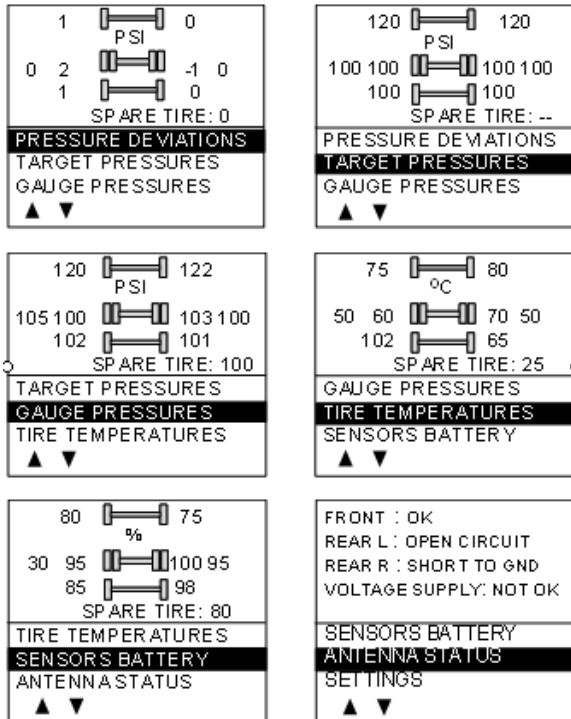 1 0
PSI
0 2 -1 0
1 0
SPARE TIRE: 0
PRESSURE DEVIATIONS
TARGET PRESSURES
GAUGE PRESSURES
120 120
PSI
100 100 100 100
100 100
SPARE TIRE: --
PRESSURE DEVIATIONS
TARGET PRESSURES
GAUGE PRESSURES
120 122
PSI
105 100 103 100
102 101
SPARE TIRE: 100
TARGET PRESSURES
GAUGE PRESSURES
TIRE TEMPERATURES
75 80
°C
50 60 70 50
102 65
SPARE TIRE: 25
GAUGE PRESSURES
TIRE TEMPERATURES
SENSORS BATTERY
80 75
%
30 95 100 95
85 98
SPARE TIRE: 80
TIRE TEMPERATURES
SENSORS BATTERY
ANTENNA STATUS
FRONT : OK
REAR L : OPEN CIRCUIT
REAR R : SHORT TO GND
VOLTAGE SUPPLY: NOT OK
SENSORS BATTERY
ANTENNA STATUS
SETTINGS